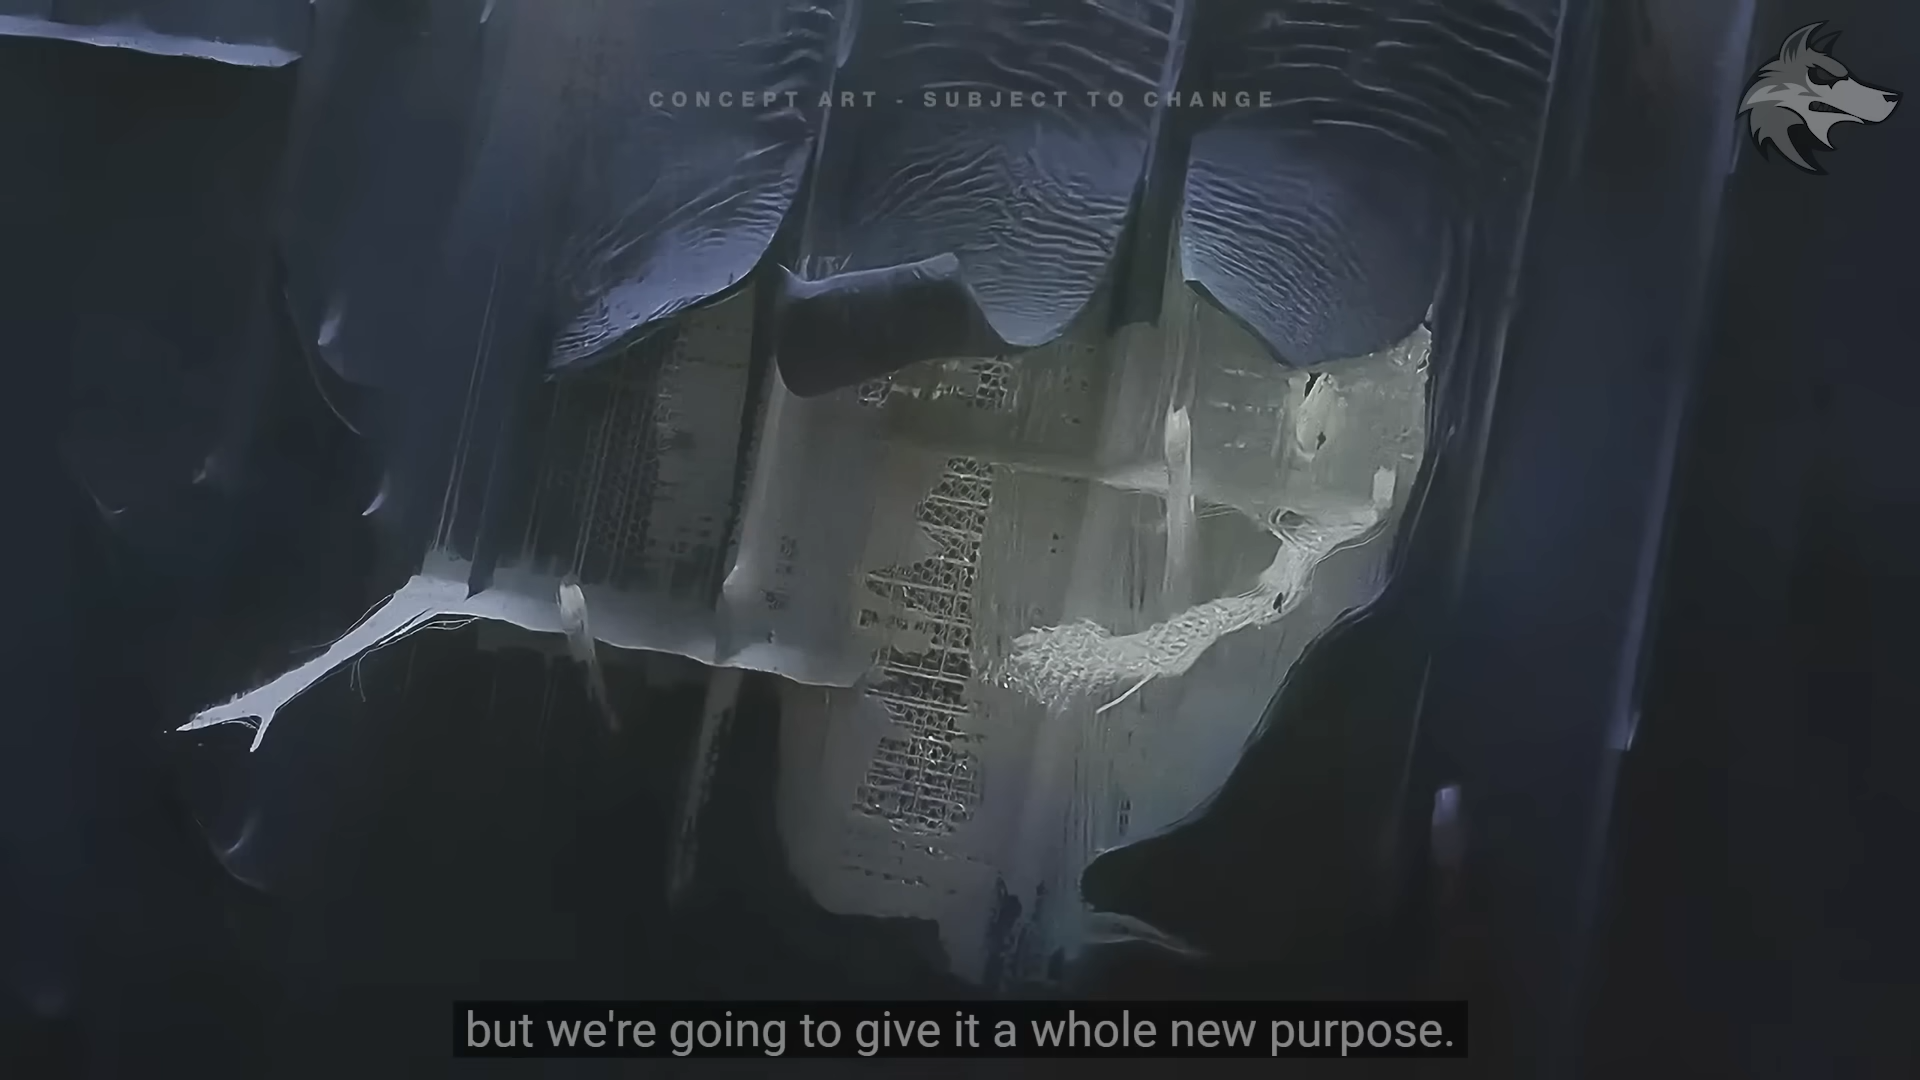 CONCEPT ART - SUBJECT TO CHANGE
but we're going to give it a whole new purpose.